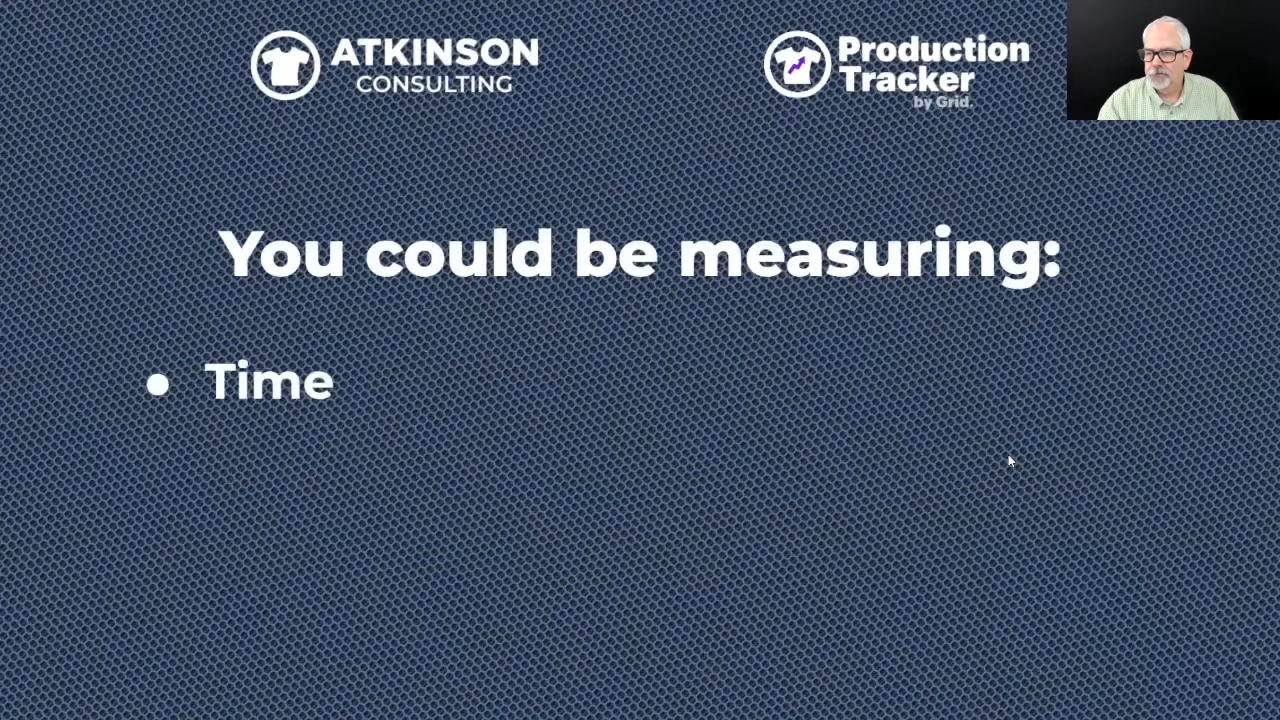 ATKINSON
CONSULTING
Production
Tracker
by Grid.
You could be measuring:
● Time